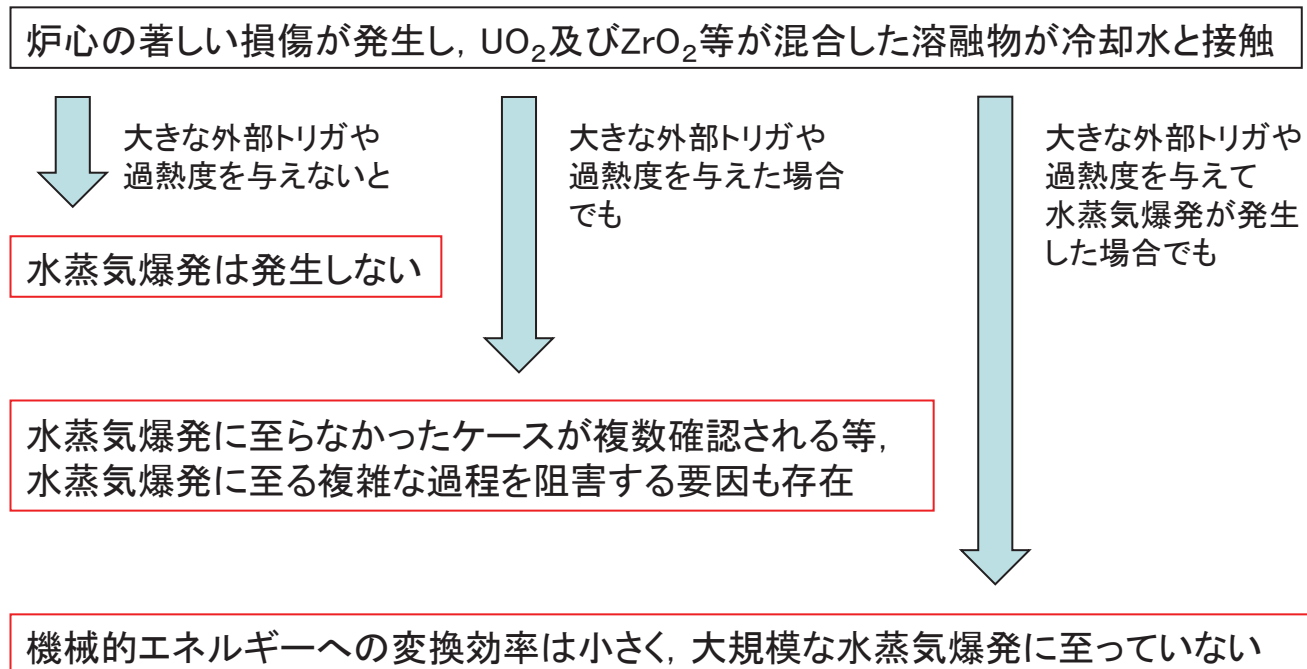 炉心の著しい損傷が発生し，UO₂及びZrO₂等が混合した溶融物が冷却水と接触
大きな外部トリガや
過熱度を与えないと
水蒸気爆発は発生しない
大きな外部トリガや
過熱度を与えた場合
でも
水蒸気爆発に至らなかったケースが複数確認される等，
水蒸気爆発に至る複雑な過程を阻害する要因も存在
大きな外部トリガや
過熱度を与えて
水蒸気爆発が発生
した場合でも
機械的エネルギーへの変換効率は小さく，大規模な水蒸気爆発に至っていない